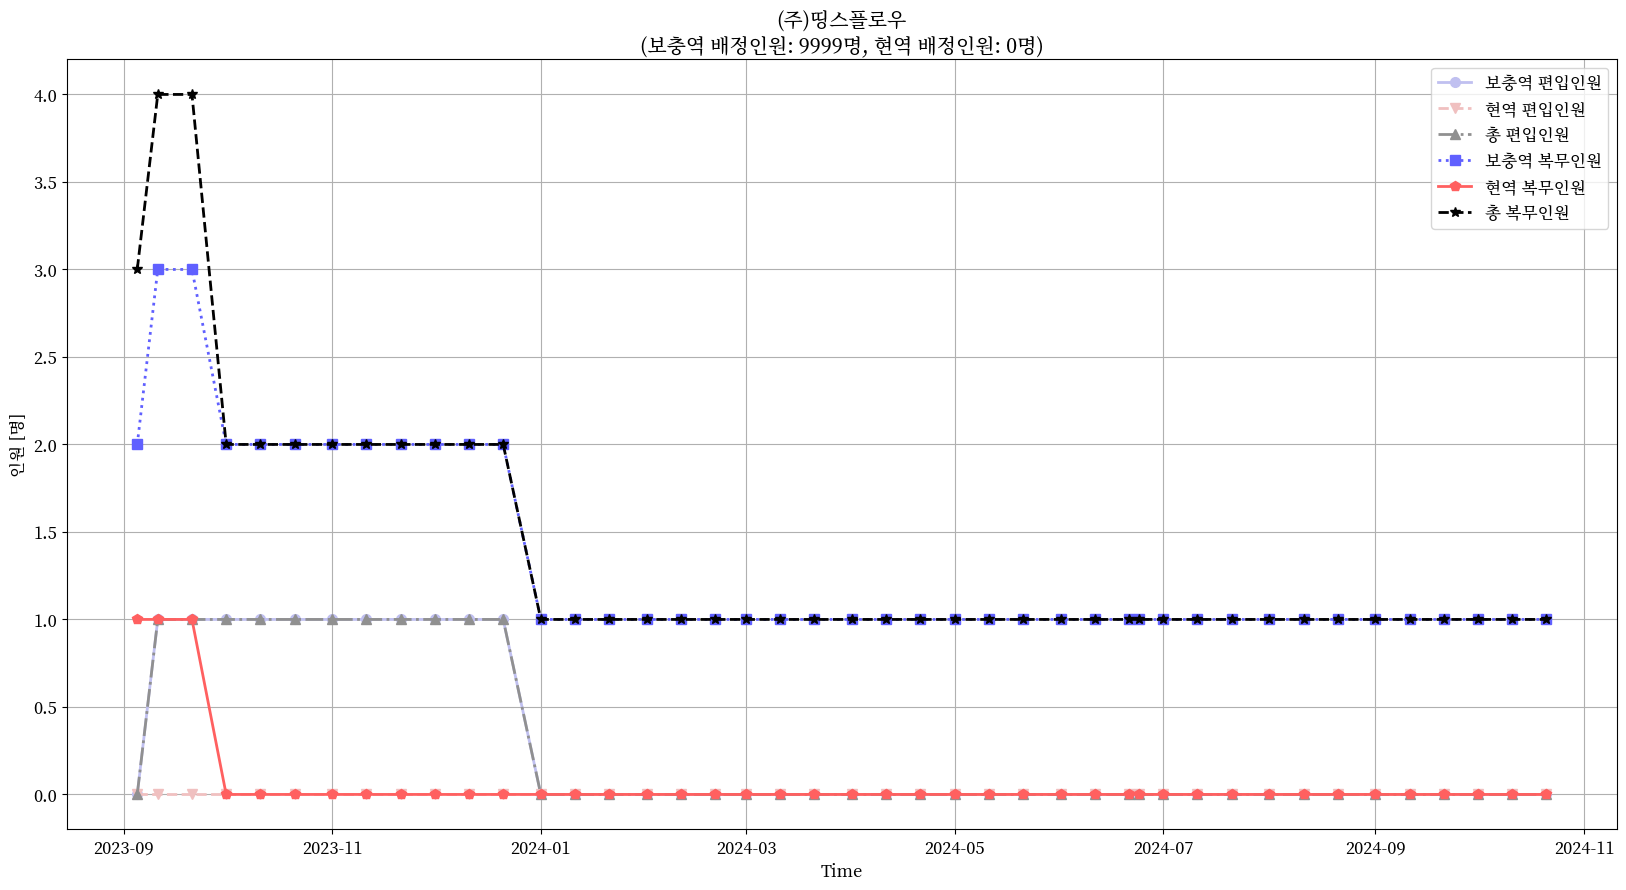 (주)띵스플로우
(보충역 배정인원: 9999명, 현역 배정인원: 0명)
보충역 편입인원
현역 편입인원
총 편입인원
보충역 복무인원
현역 복무인원
총 복무인원
인원 [명]
4.0
3.5
3.0
2.5
2.0
1.5
1.0
0.5
0.0
2023-09 2023-11 2024-01 2024-03 2024-05 2024-07 2024-09 2024-11
Time